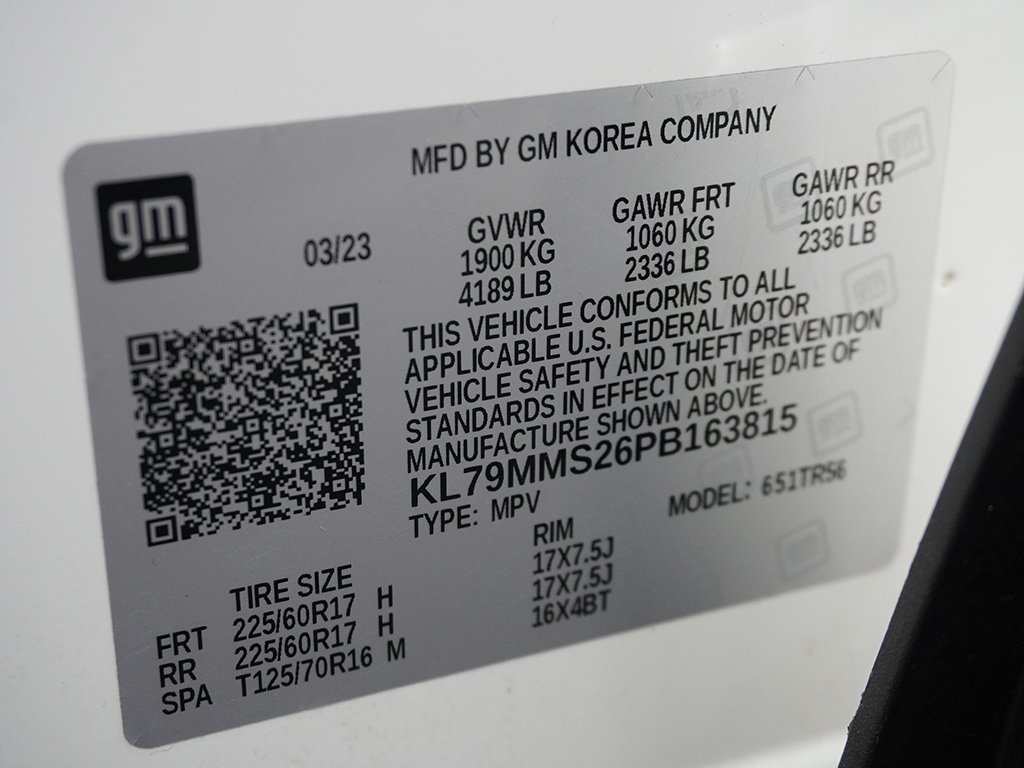 gm
MFD BY GM KOREA COMPANY
03/23
GVWR GAWR FRT GAWR RR
1900 KG 1060 KG 1060 KG
4189 LB 2336 LB 2336 LB
THIS VEHICLE CONFORMS TO ALL
APPLICABLE U.S. FEDERAL MOTOR
VEHICLE SAFETY AND THEFT PREVENTION
STANDARDS IN EFFECT ON THE DATE OF
MANUFACTURE SHOWN ABOVE.
KL79MMS26PB163815
TYPE: MPV MODEL: 651TR56
TIRE SIZE RIM
FRT 225/60R17 H 17X7.5J
RR 225/60R17 H 17X7.5J
SPA T125/70R16 M 16X4BT